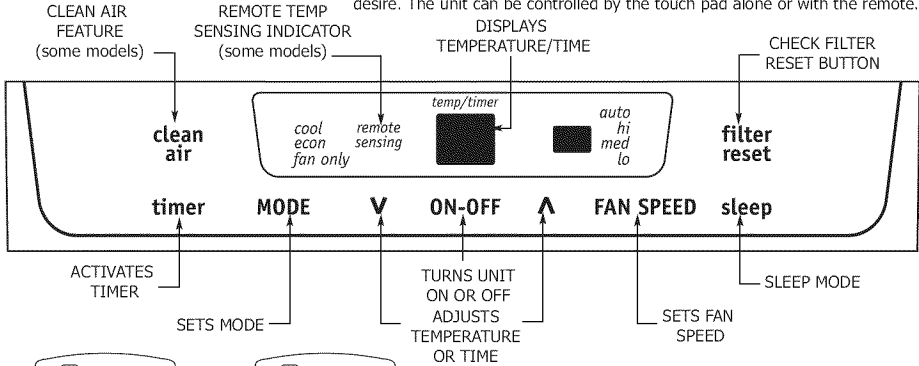 desire. The unit can be controlled by the touch pad alone or with the remote.
CLEAN AIR
FEATURE
(some models)
REMOTE TEMP
SENSING INDICATOR
(some models)
DISPLAYS
TEMPERATURE/TIME
CHECK FILTER
RESET BUTTON
clean
air
cool
econ
fan only
remote
sensing
temp/timer
auto
hi
med
lo
filter
reset
timer
MODE
V
ON-OFF
Λ
FAN SPEED
sleep
ACTIVATES
TIMER
SETS MODE
TURNS UNIT
ON OR OFF
ADJUSTS
TEMPERATURE
OR TIME
SETS FAN
SPEED
SLEEP MODE